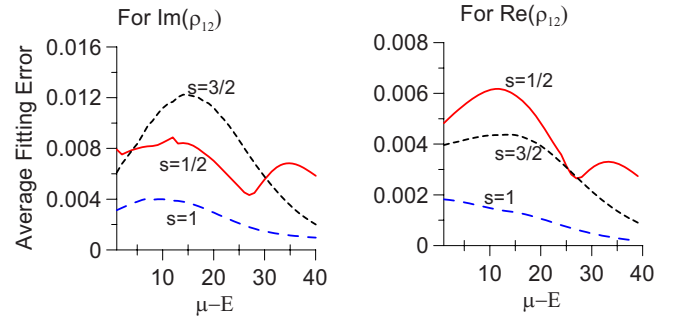 For Im(ρ₁₂)
Average Fitting Error
0.016
0.012
0.008
0.004
0
s=3/2
s=1/2
s=1
10 20 30 40
μ–E
For Re(ρ₁₂)
0.008
0.006
0.004
0.002
0.000
s=1/2
s=3/2
s=1
10 20 30 40
μ–E